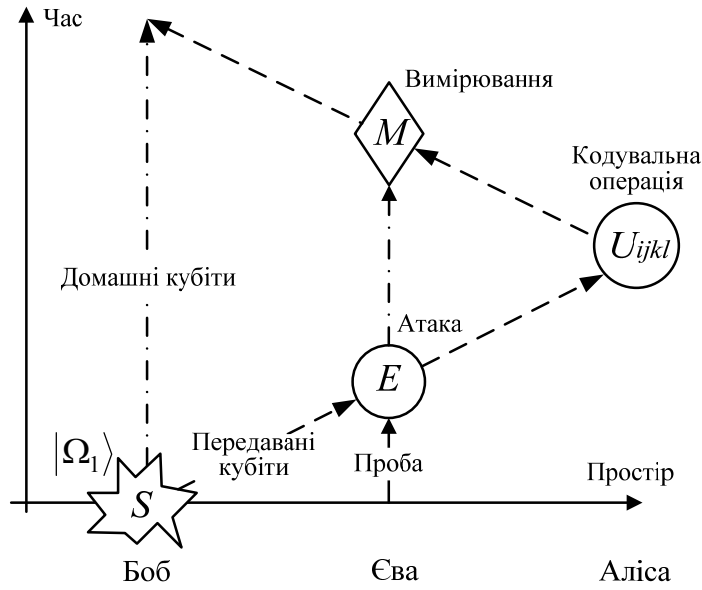 Час
Вимірювання
M
Кодувальна
операція
Uijkl
Домашні кубіти
Атака
E
|Ω1⟩
Передавані
кубіти
Проба
Простір
S
Боб
Єва
Аліса